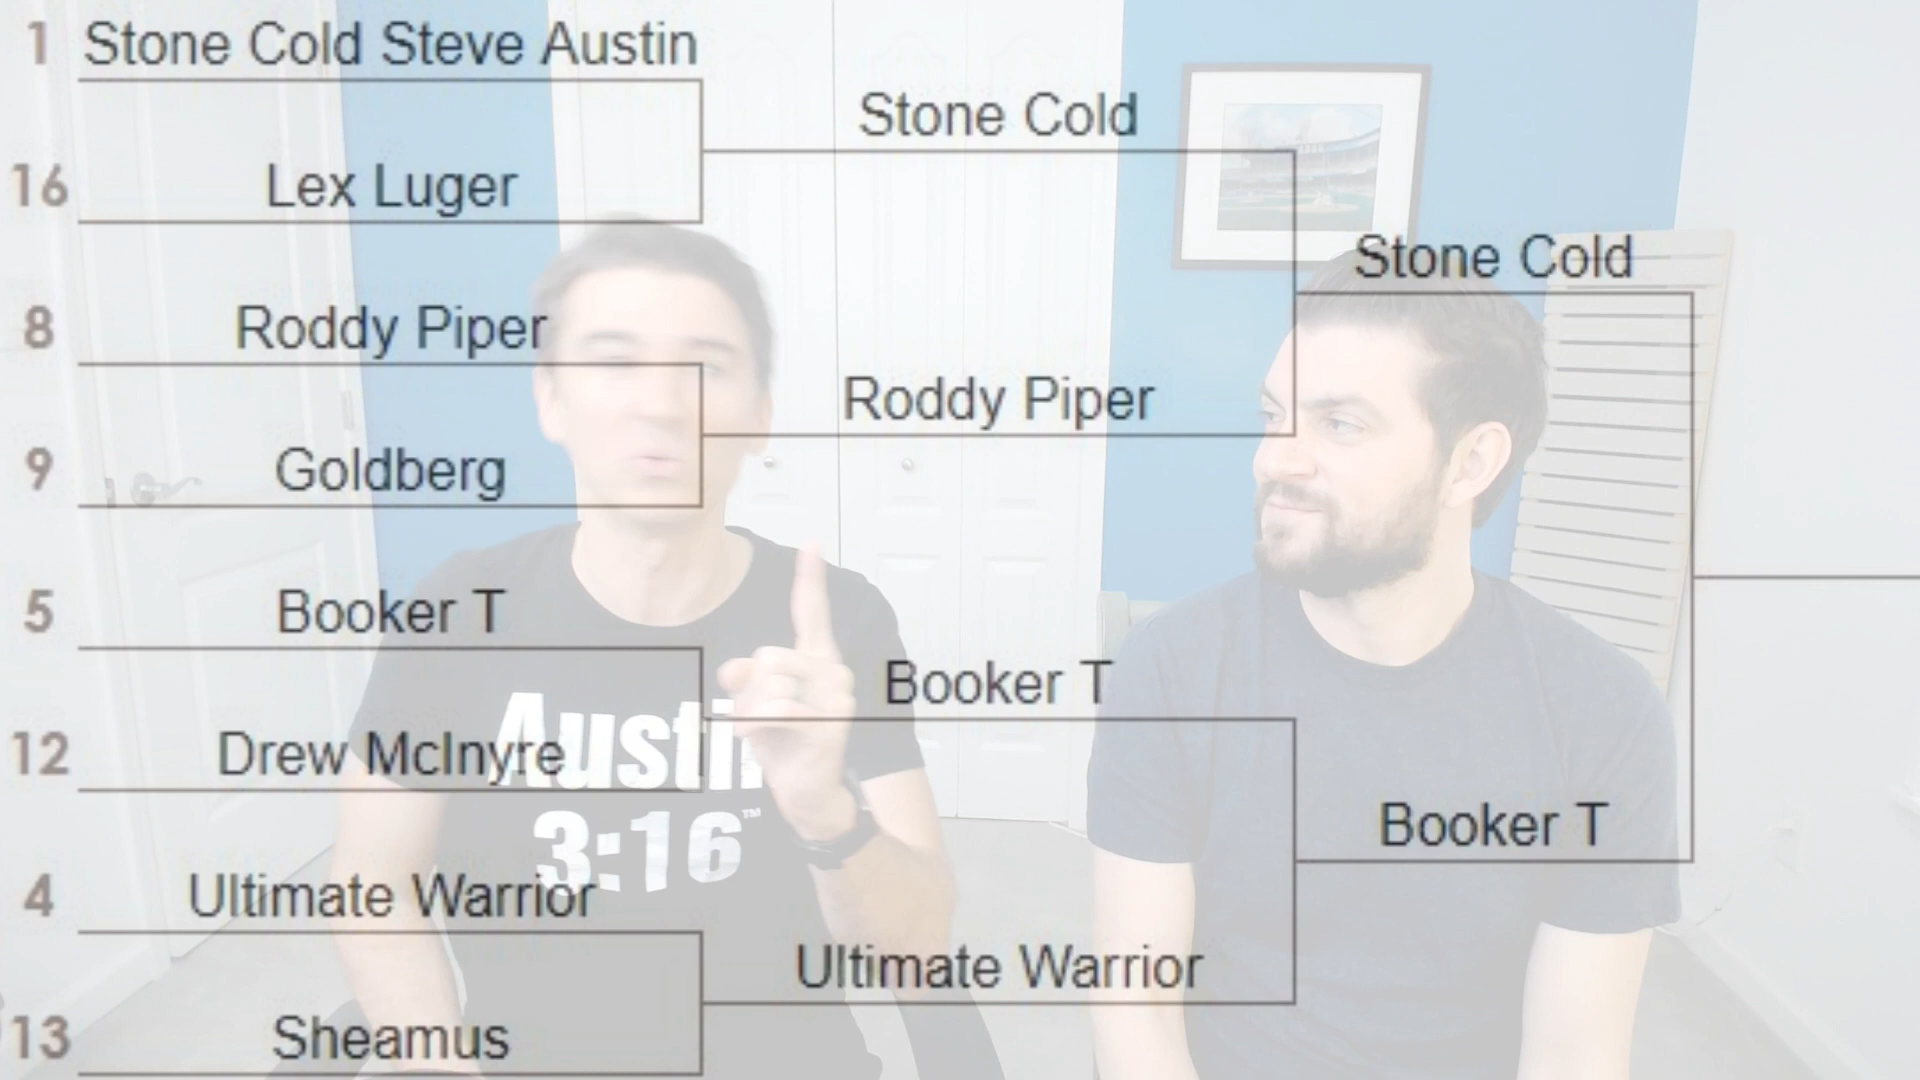 1 Stone Cold Steve Austin
Stone Cold
16 Lex Luger
Stone Cold
8 Roddy Piper
Roddy Piper
9 Goldberg
5 Booker T
Booker T
12 Drew McInyre
Booker T
4 Ultimate Warrior
Ultimate Warrior
13 Sheamus
Austin
3:16™